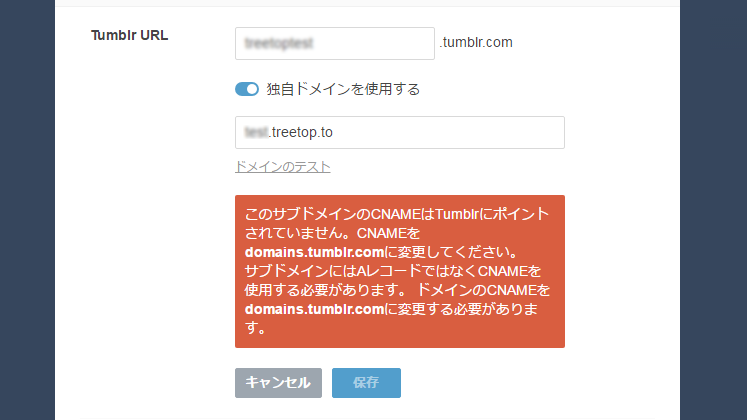 Tumblr URL
.tumblr.com
独自ドメインを使用する
.treetop.to
ドメインのテスト
このサブドメインのCNAMEはTumblrにポイント
されていません。CNAMEを
domains.tumblr.comに変更してください。
サブドメインにはAレコードではなくCNAMEを
使用する必要があります。 ドメインのCNAMEを
domains.tumblr.comに変更する必要がありま
す。
キャンセル
保存